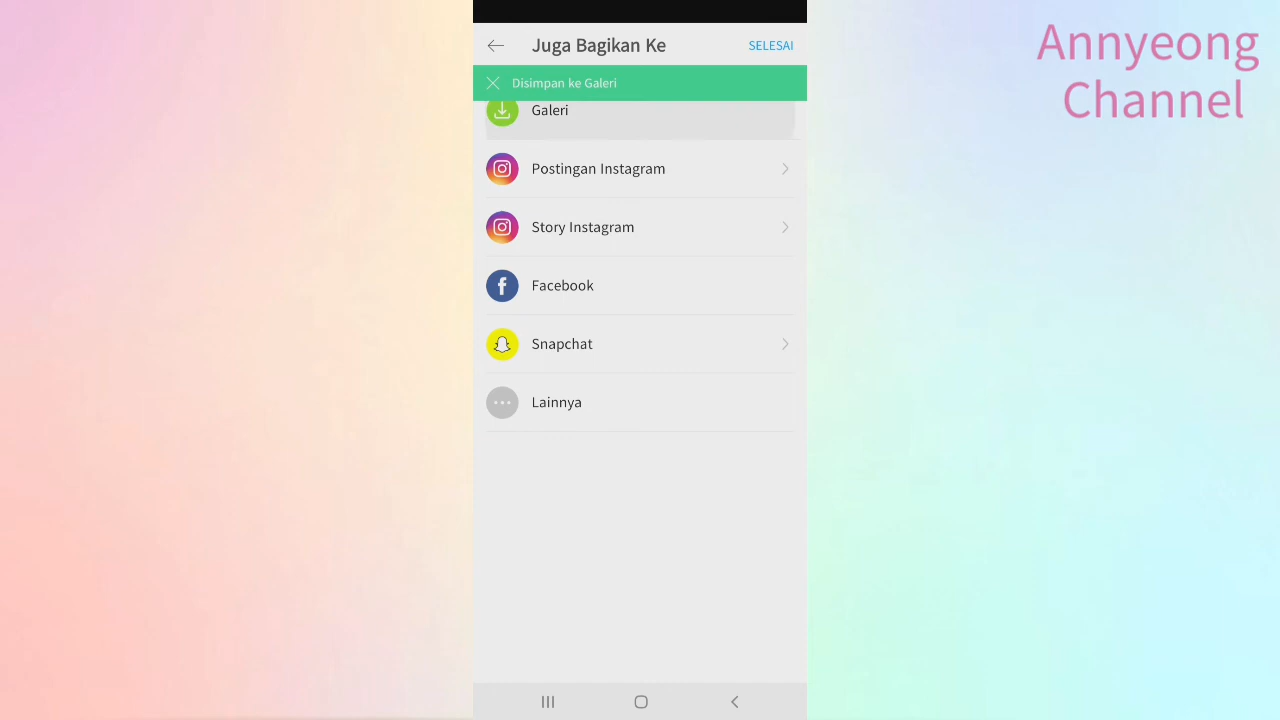 Juga Bagikan Ke
SELESAI
Disimpan ke Galeri
Galeri
Postingan Instagram
Story Instagram
Facebook
Snapchat
Lainnya
Annyeong
Channel